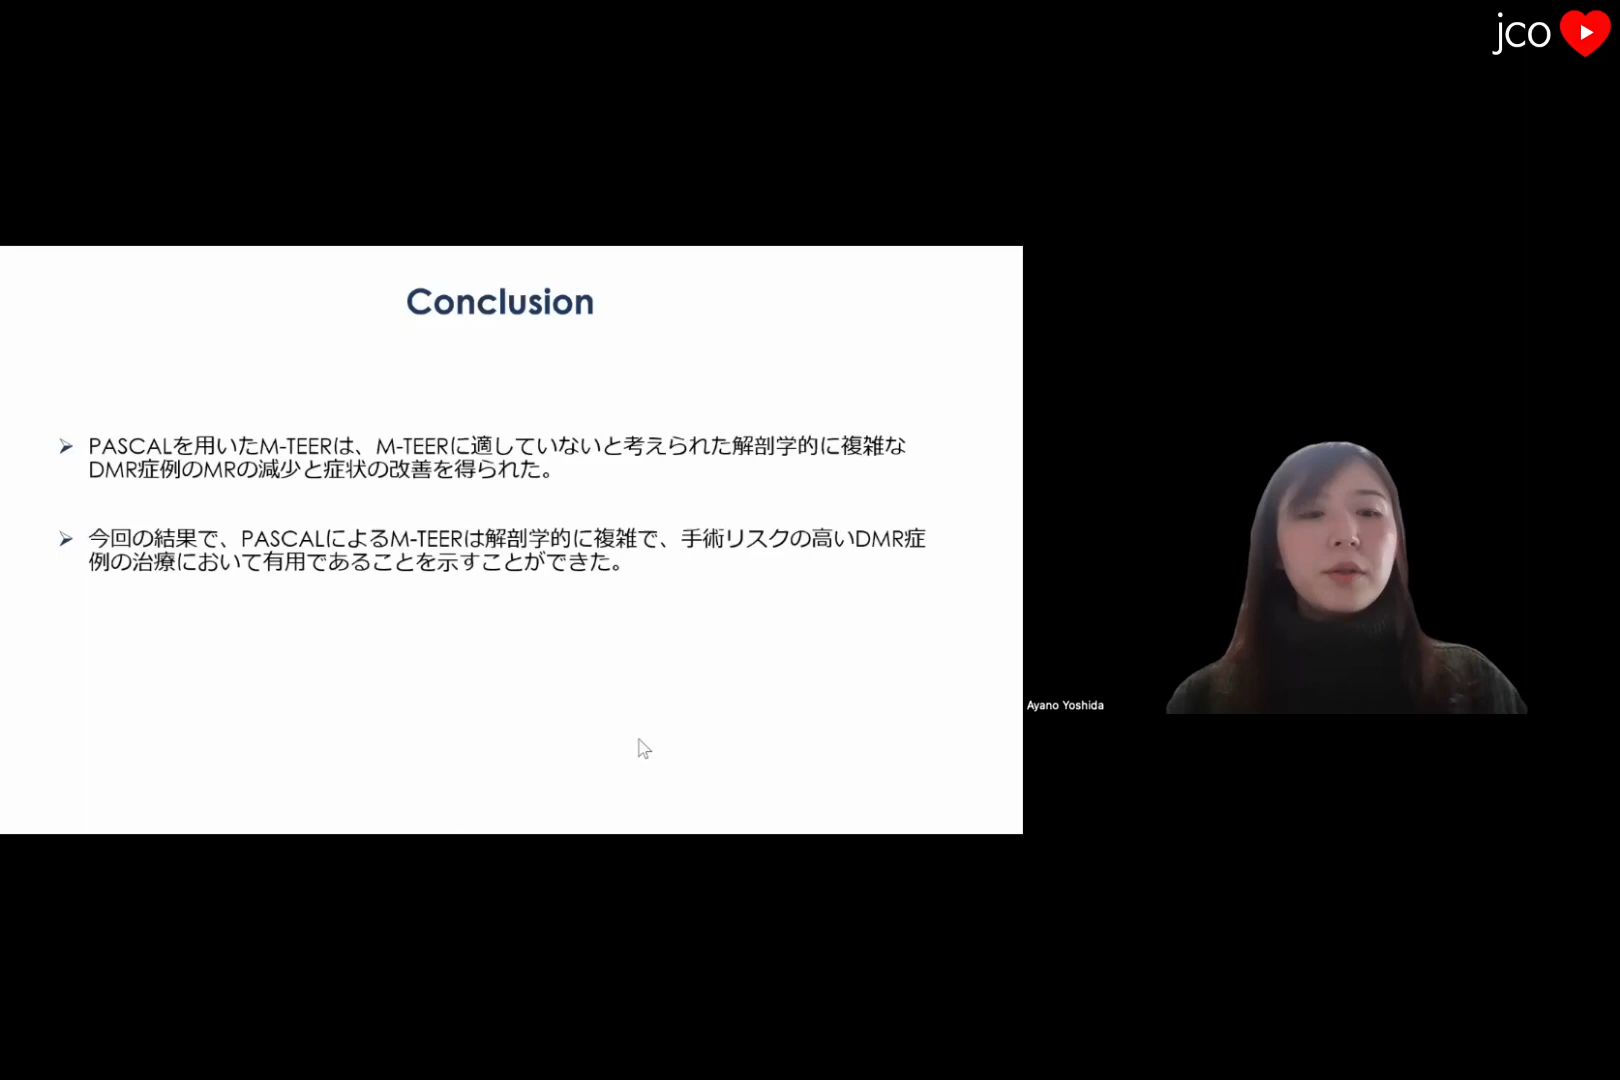 jco
Conclusion
PASCALを用いたM-TEERは、M-TEERに適していないと考えられた解剖学的に複雑な
DMR症例のMRの減少と症状の改善を得られた。
今回の結果で、PASCALによるM-TEERは解剖学的に複雑で、手術リスクの高いDMR症
例の治療において有用であることを示すことができた。
Ayano Yoshida